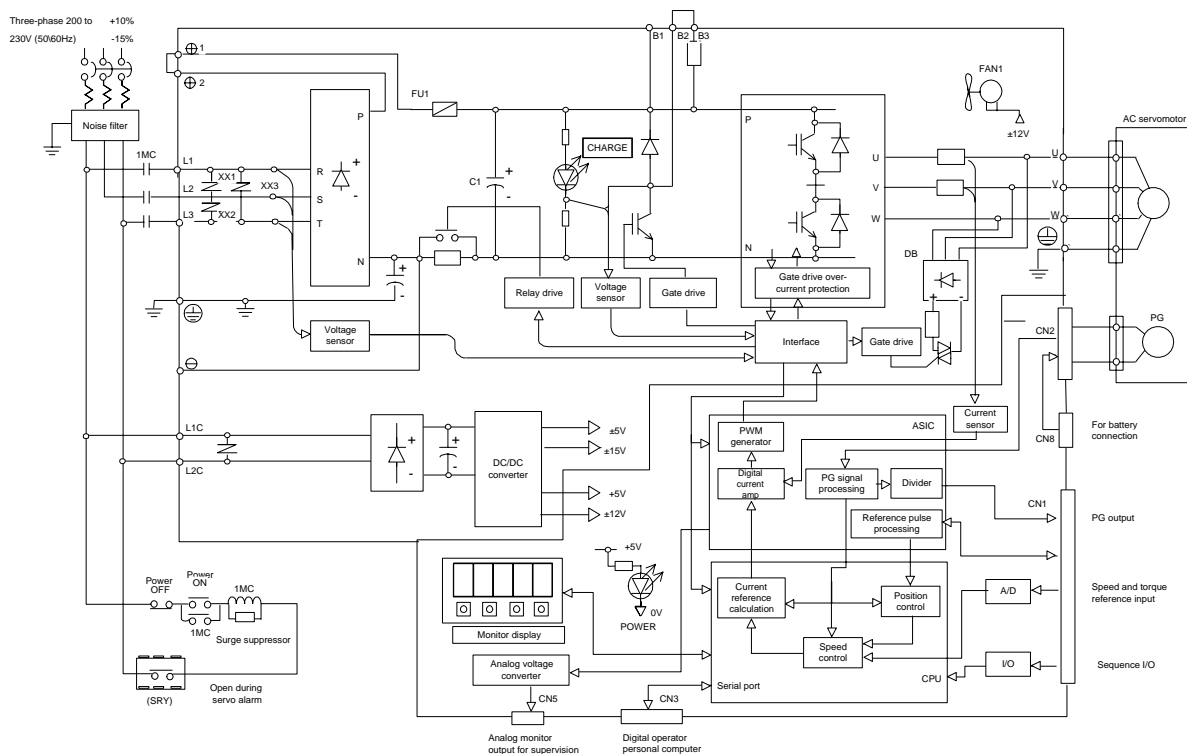 Three-phase 200 to +10%
230V (50\60Hz) -15%
Noise filter
1MC
L1
L2
L3
XX1
XX3
XX2
1
2
P
R
S
T
N
+
-
FU1
C1
+
-
+
-
CHARGE
B1 B2 B3
FAN1
±12V
AC servomotor
P
N
U
V
W
U
V
W
DB
+ -
Relay drive
Voltage
sensor
Gate drive
Gate drive over-
current protection
Voltage
sensor
Interface
Gate drive
CN2
PG
L1C
L2C
+
-
+
-
DC/DC
converter
±5V
±15V
+5V
±12V
PWM
generator
ASIC
Current
sensor
CN8
For battery
connection
Digital
current
amp
PG signal
processing
Divider
CN1
PG output
Reference pulse
processing
+5V
0V
POWER
Power
OFF
Power
ON
1MC
1MC
Surge suppressor
(SRY)
Open during
servo alarm
Monitor display
Current
reference
calculation
Position
control
A/D
Speed and torque
reference input
Speed
control
Analog voltage
converter
Serial port
CPU
I/O
Sequence I/O
CN5
CN3
Analog monitor
output for supervision
Digital operator
personal computer